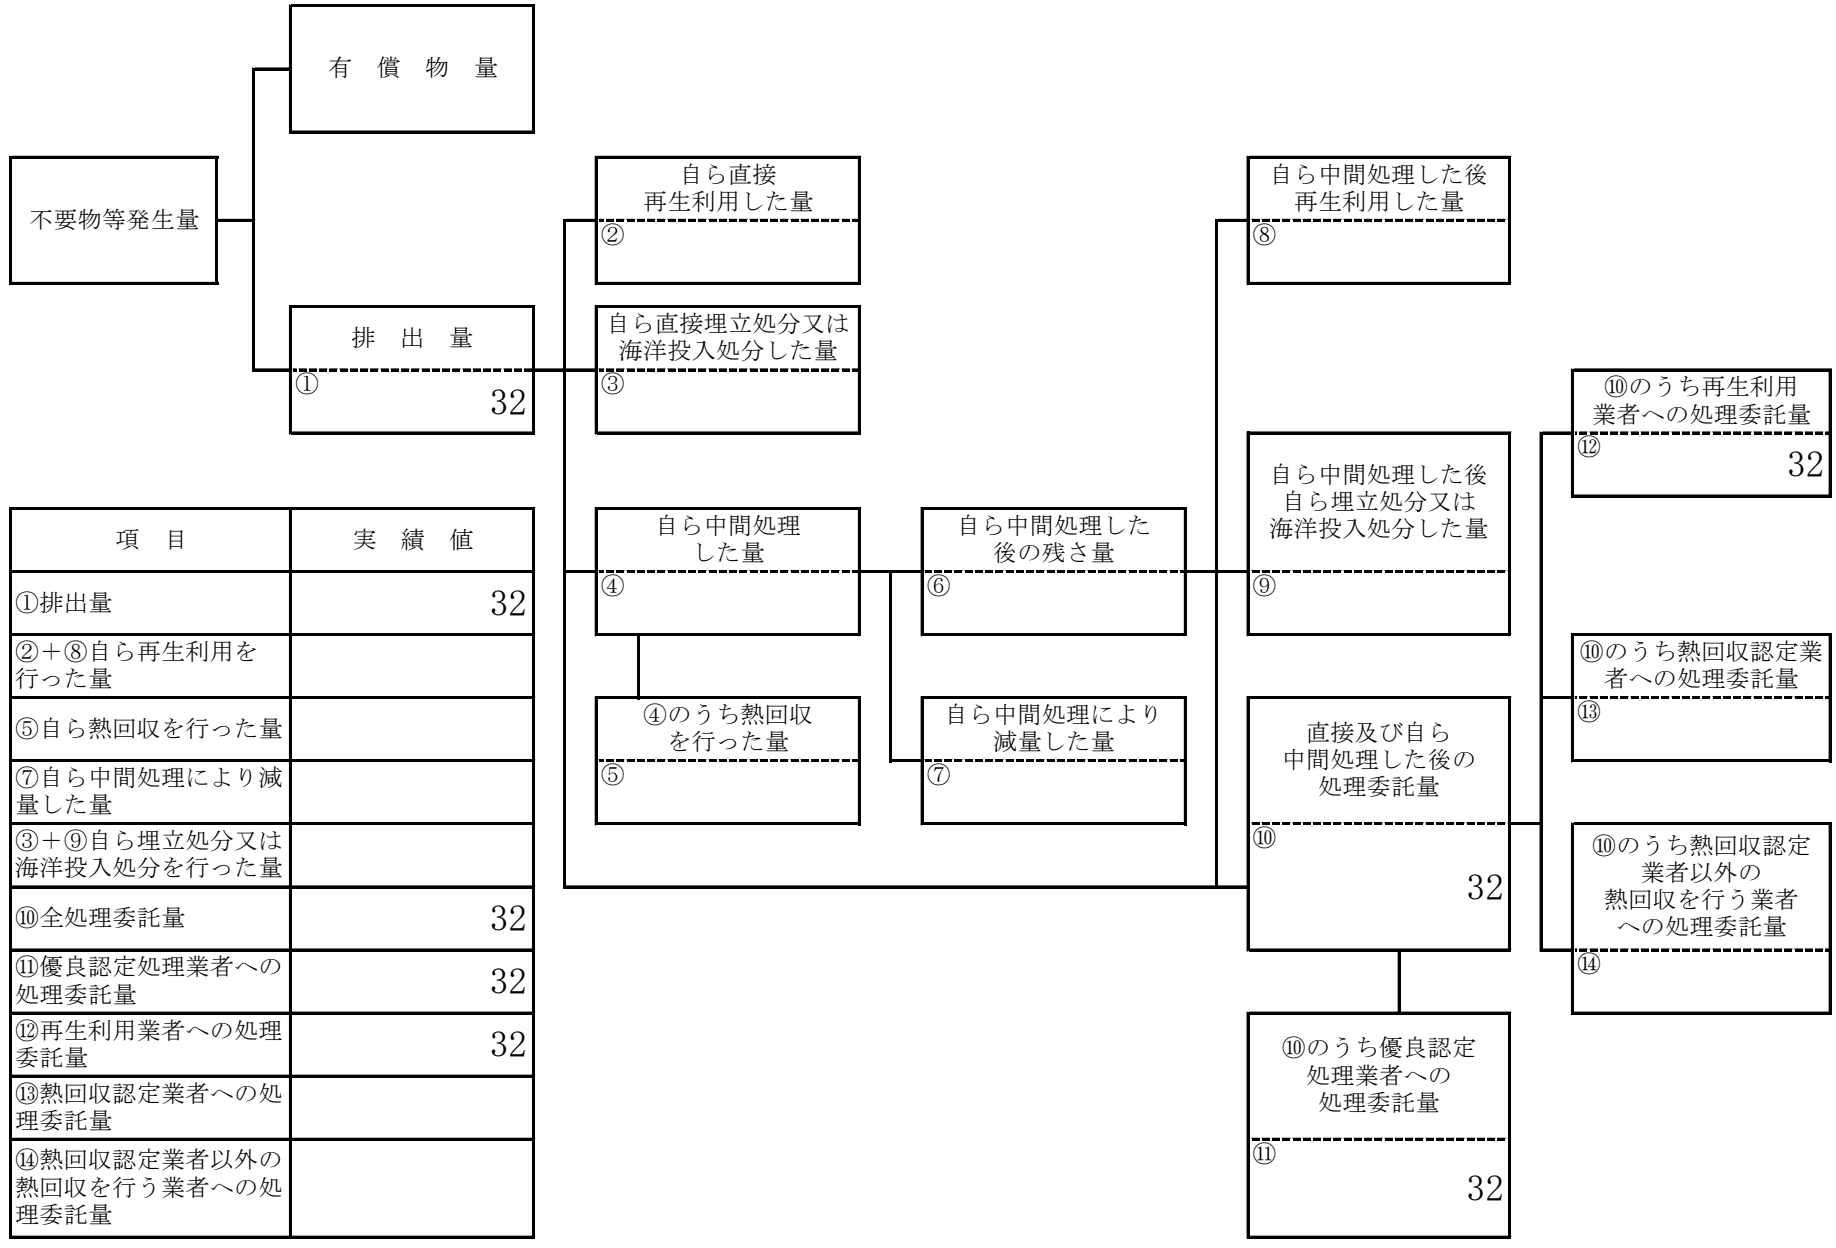 有　償　物　量
不要物等発生量
排　出　量
①
32
自ら直接
再生利用した量
②
自ら直接埋立処分又は
海洋投入処分した量
③
自ら中間処理
した量
④
④のうち熱回収
を行った量
⑤
自ら中間処理した
後の残さ量
⑥
自ら中間処理により
減量した量
⑦
自ら中間処理した後
再生利用した量
⑧
自ら中間処理した後
自ら埋立処分又は
海洋投入処分した量
⑨
直接及び自ら
中間処理した後の
処理委託量
⑩
32
⑩のうち優良認定
処理業者への
処理委託量
⑪
32
⑩のうち再生利用
業者への処理委託量
⑫
32
⑩のうち熱回収認定業
者への処理委託量
⑬
⑩のうち熱回収認定
業者以外の
熱回収を行う業者
への処理委託量
⑭
項　目　実　績　値
①排出量　32
②＋⑧自ら再生利用を
行った量
⑤自ら熱回収を行った量
⑦自ら中間処理により減
量した量
③＋⑨自ら埋立処分又は
海洋投入処分を行った量
⑩全処理委託量　32
⑪優良認定処理業者への
処理委託量　32
⑫再生利用業者への処理
委託量　32
⑬熱回収認定業者への処
理委託量
⑭熱回収認定業者以外の
熱回収を行う業者への処
理委託量